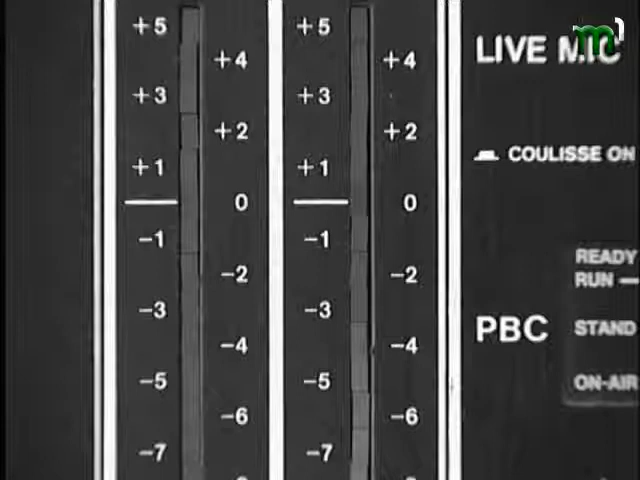 +5 +5
+4 +4 LIVE MIC
+3 +3
+2 +2
+1 +1 COULISSE ON
0 0
-1 -1
READY
-2 -2 RUN
-3 -3 PBC STAND
-4 -4
-5 -5 ON-AIR
-6 -6
-7 -7
m